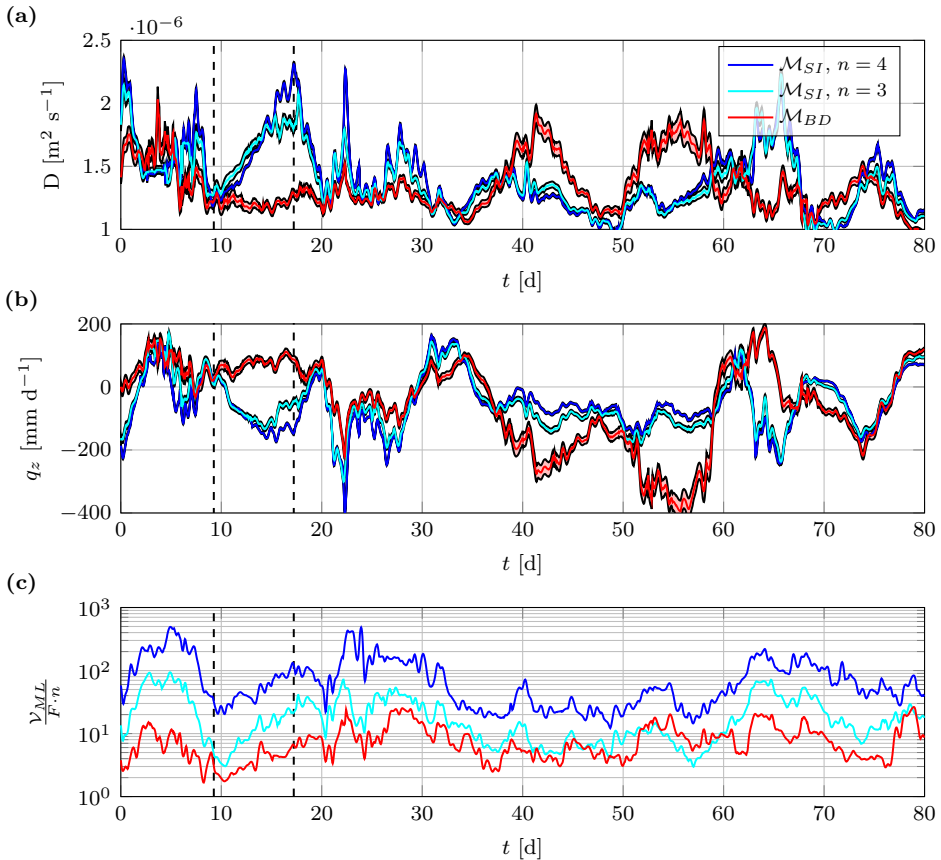 (a)
·10−6
2.5
2
1.5
1
D [m2 s−1]
M_SI, n = 4
M_SI, n = 3
M_BD
0 10 20 30 40 50 60 70 80
t [d]
(b)
200
0
−200
−400
q_z [mm d−1]
0 10 20 30 40 50 60 70 80
t [d]
(c)
10^3
10^2
10^1
10^0
𝒱_ML / F·n
0 10 20 30 40 50 60 70 80
t [d]